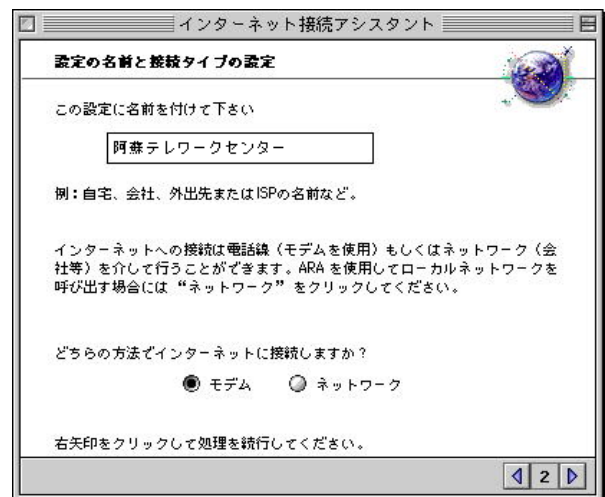 インターネット接続アシスタント
設定の名前と接続タイプの設定
この設定に名前を付けて下さい
阿蘇テレワークセンター
例：自宅、会社、外出先またはISPの名前など。
インターネットへの接続は電話線（モデムを使用）もしくはネットワーク（会
社等）を介して行うことができます。ARA を使用してローカルネットワークを
呼び出す場合には “ネットワーク” をクリックしてください。
どちらの方法でインターネットに接続しますか？
モデム ネットワーク
右矢印をクリックして処理を続行してください。
2